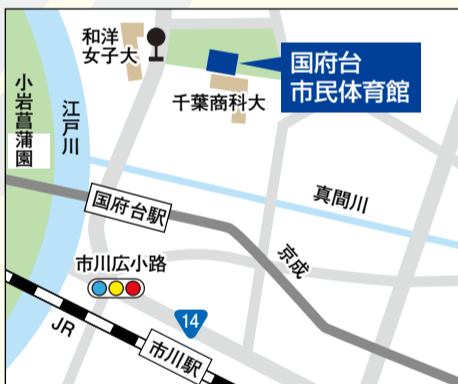 和洋
女子大
国府台
市民体育館
千葉商科大
小岩菖蒲園
江戸川
真間川
国府台駅
京成
市川広小路
14
JR
市川駅